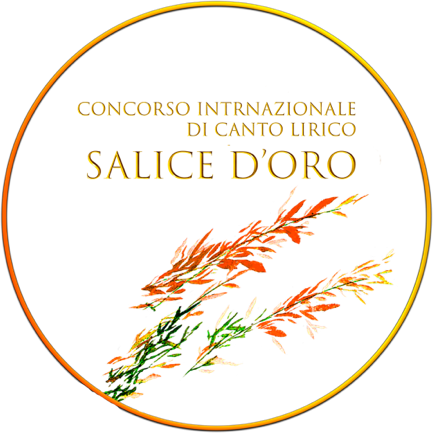 CONCORSO INTRNAZIONALE
DI CANTO LIRICO
SALICE D'ORO